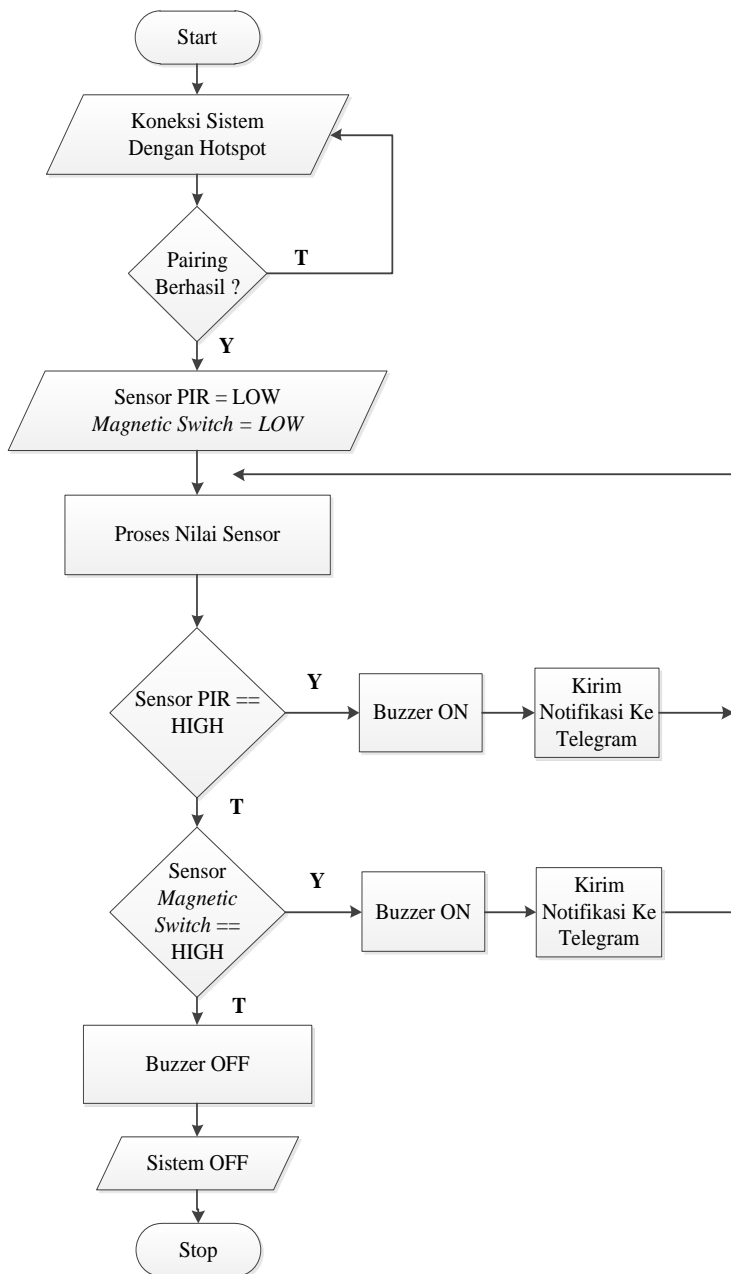 Start
Koneksi Sistem
Dengan Hotspot
Pairing
Berhasil ?
T
Y
Sensor PIR = LOW
Magnetic Switch = LOW
Proses Nilai Sensor
Sensor PIR ==
HIGH
Y
Buzzer ON
Kirim
Notifikasi Ke
Telegram
T
Sensor
Magnetic
Switch ==
HIGH
Y
Buzzer ON
Kirim
Notifikasi Ke
Telegram
T
Buzzer OFF
Sistem OFF
Stop